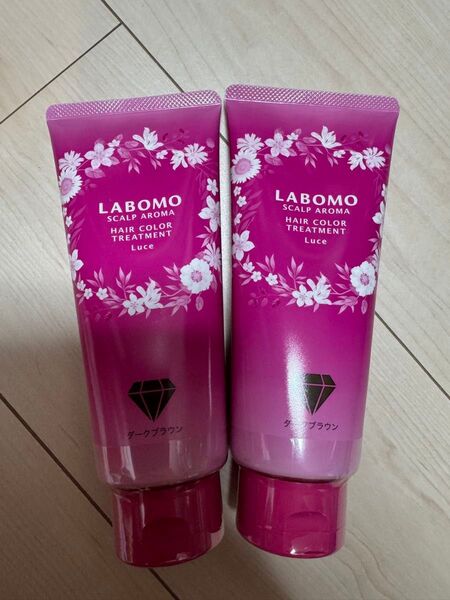 LABOMO
SCALP AROMA
HAIR COLOR
TREATMENT
Luce
ダークブラウン
LABOMO
SCALP AROMA
HAIR COLOR
TREATMENT
Luce
ダークブラウン